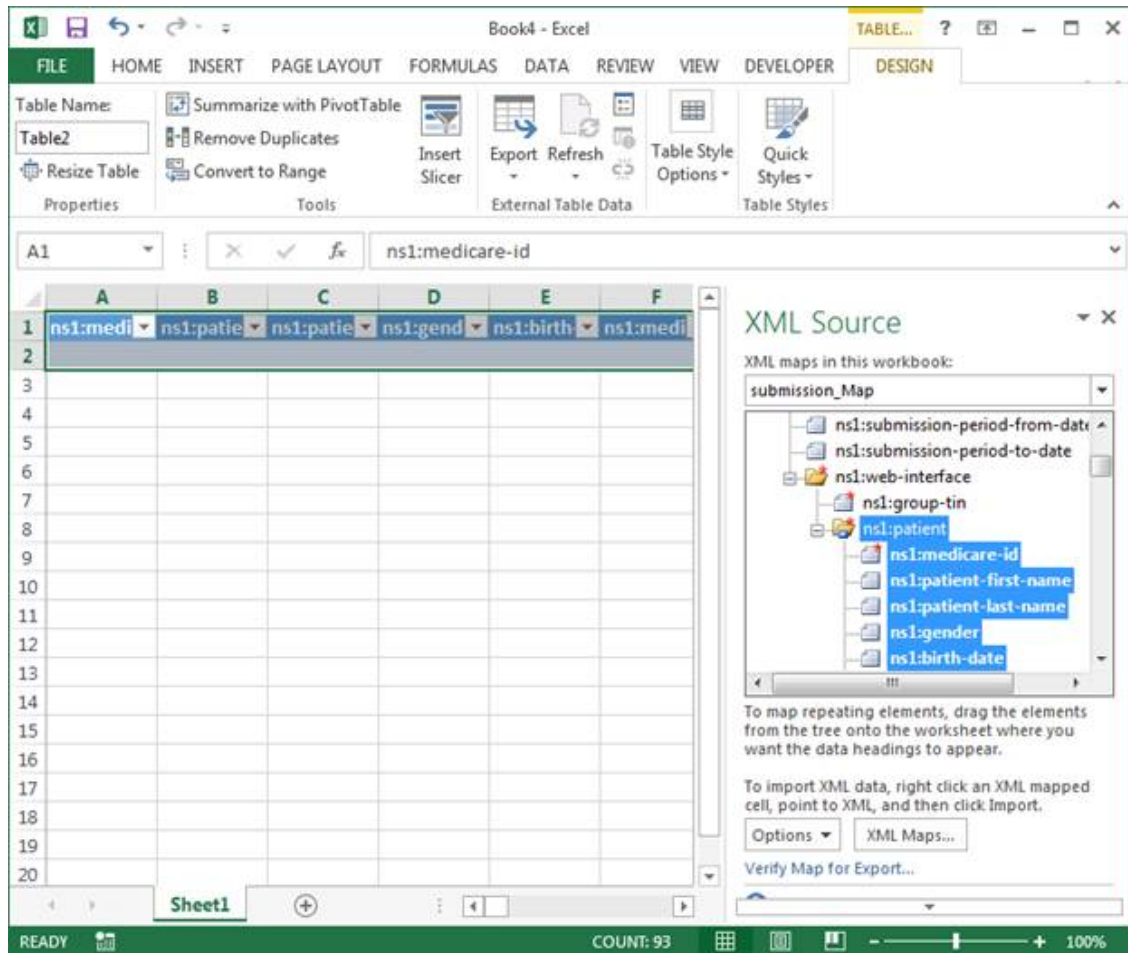 Book4 - Excel
TABLE... ?
FILE HOME INSERT PAGE LAYOUT FORMULAS DATA REVIEW VIEW DEVELOPER DESIGN
Table Name:
Table2
Resize Table
Properties
Summarize with PivotTable
Remove Duplicates
Convert to Range
Tools
Insert
Slicer
Export Refresh
External Table Data
Table Style
Options
Quick
Styles
Table Styles
A1 fx ns1:medicare-id
A B C D E F
1 ns1:medi ns1:patie ns1:patie ns1:gend ns1:birth- ns1:medi
2
3
4
5
6
7
8
9
10
11
12
13
14
15
16
17
18
19
20
XML Source
XML maps in this workbook:
submission_Map
ns1:submission-period-from-date
ns1:submission-period-to-date
ns1:web-interface
ns1:group-tin
ns1:patient
ns1:medicare-id
ns1:patient-first-name
ns1:patient-last-name
ns1:gender
ns1:birth-date
To map repeating elements, drag the elements
from the tree onto the worksheet where you
want the data headings to appear.
To import XML data, right click an XML mapped
cell, point to XML, and then click Import.
Options XML Maps...
Verify Map for Export...
Sheet1
READY COUNT: 93 100%